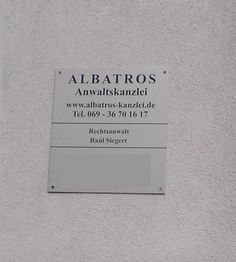 ALBATROS
Anwaltskanzlei
www.albatros-kanzlei.de
Tel. 069 - 36 70 16 17
Rechtsanwalt
Raúl Siegert